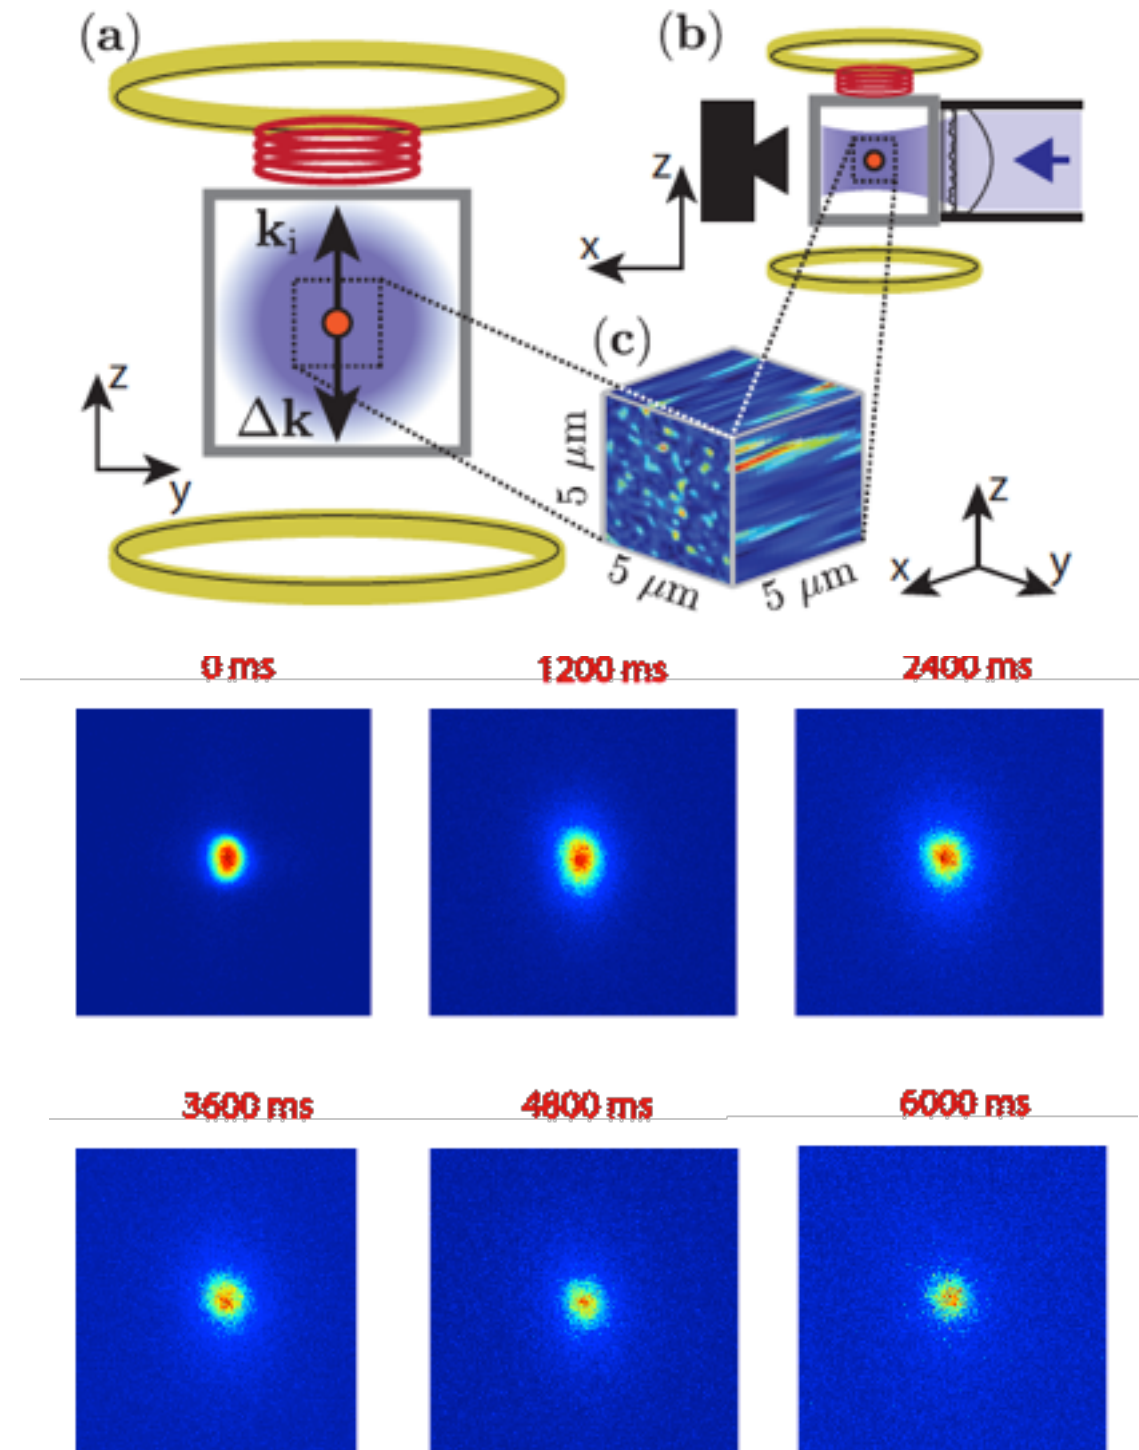 (a)
k_i
Δk
z
y
(b)
z
x
(c)
5 μm
5 μm
5 μm
z
x
y
0 ms
1200 ms
2400 ms
3600 ms
4800 ms
6000 ms